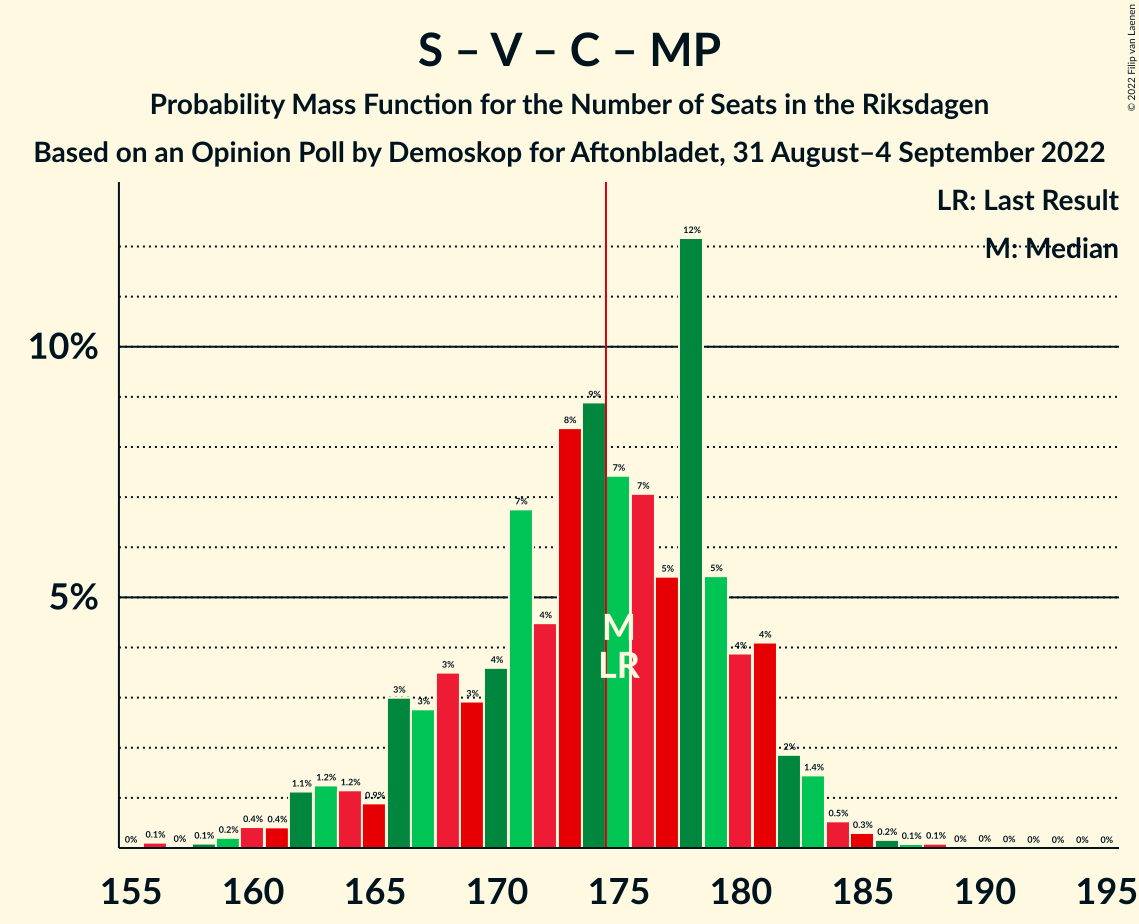 S – V – C – MP
Probability Mass Function for the Number of Seats in the Riksdagen
Based on an Opinion Poll by Demoskop for Aftonbladet, 31 August–4 September 2022
© 2022 Filip van Laenen
LR: Last Result
M: Median
10%
5%
0% 0.1% 0% 0.1% 0.2% 0.4% 0.4% 1.1% 1.2% 1.2% 0.9% 3% 3% 3% 3% 4% 7% 4% 8% 9% 7% 7% 5% 12% 5% 4% 4% 2% 1.4% 0.5% 0.3% 0.2% 0.1% 0.1% 0% 0% 0% 0% 0% 0% 0%
M
LR
155 160 165 170 175 180 185 190 195